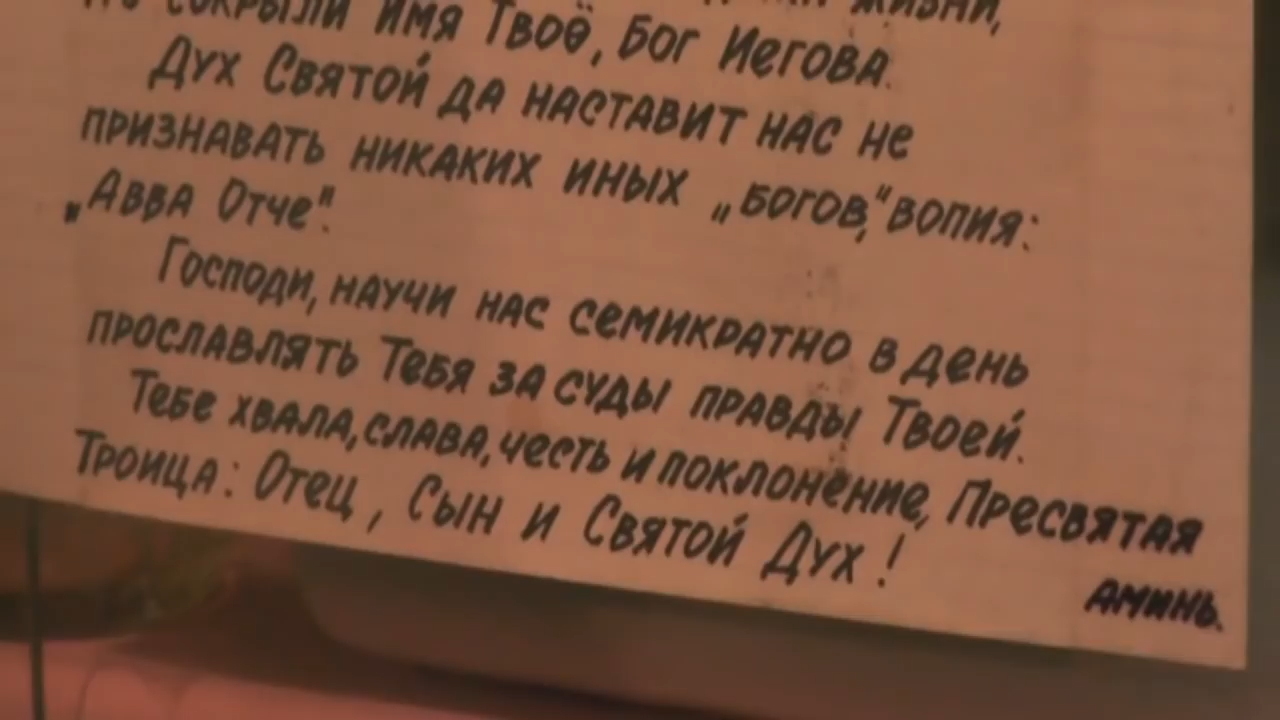 жизни,
сокрыли имя Твоё, Бог Иегова.
Дух Святой да наставит нас не
признавать никаких иных „богов,“ вопия:
„Авва Отче“.
Господи, научи нас семикратно в день
прославлять Тебя за суды правды Твоей.
Тебе хвала, слава, честь и поклонение, Пресвятая
Троица: Отец, Сын и Святой Дух!
Аминь.